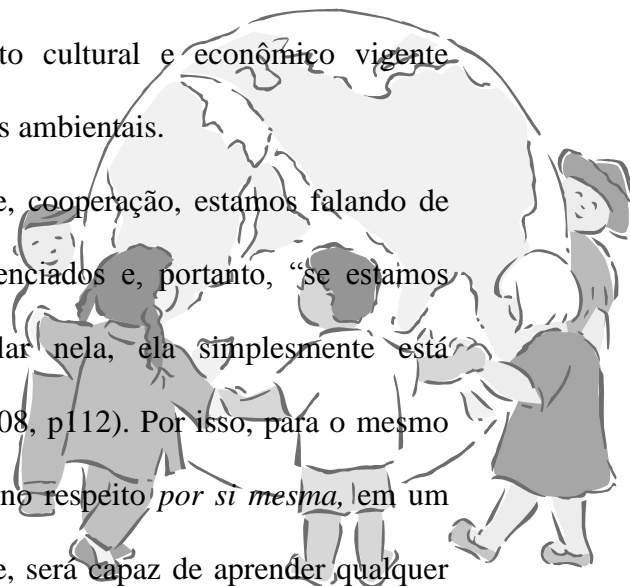 to cultural e econômico vigente
s ambientais.
e, cooperação, estamos falando de
enciados e, portanto, “se estamos
lar nela, ela simplesmente está
08, p112). Por isso, para o mesmo
no respeito por si mesma, em um
e, será capaz de aprender qualquer